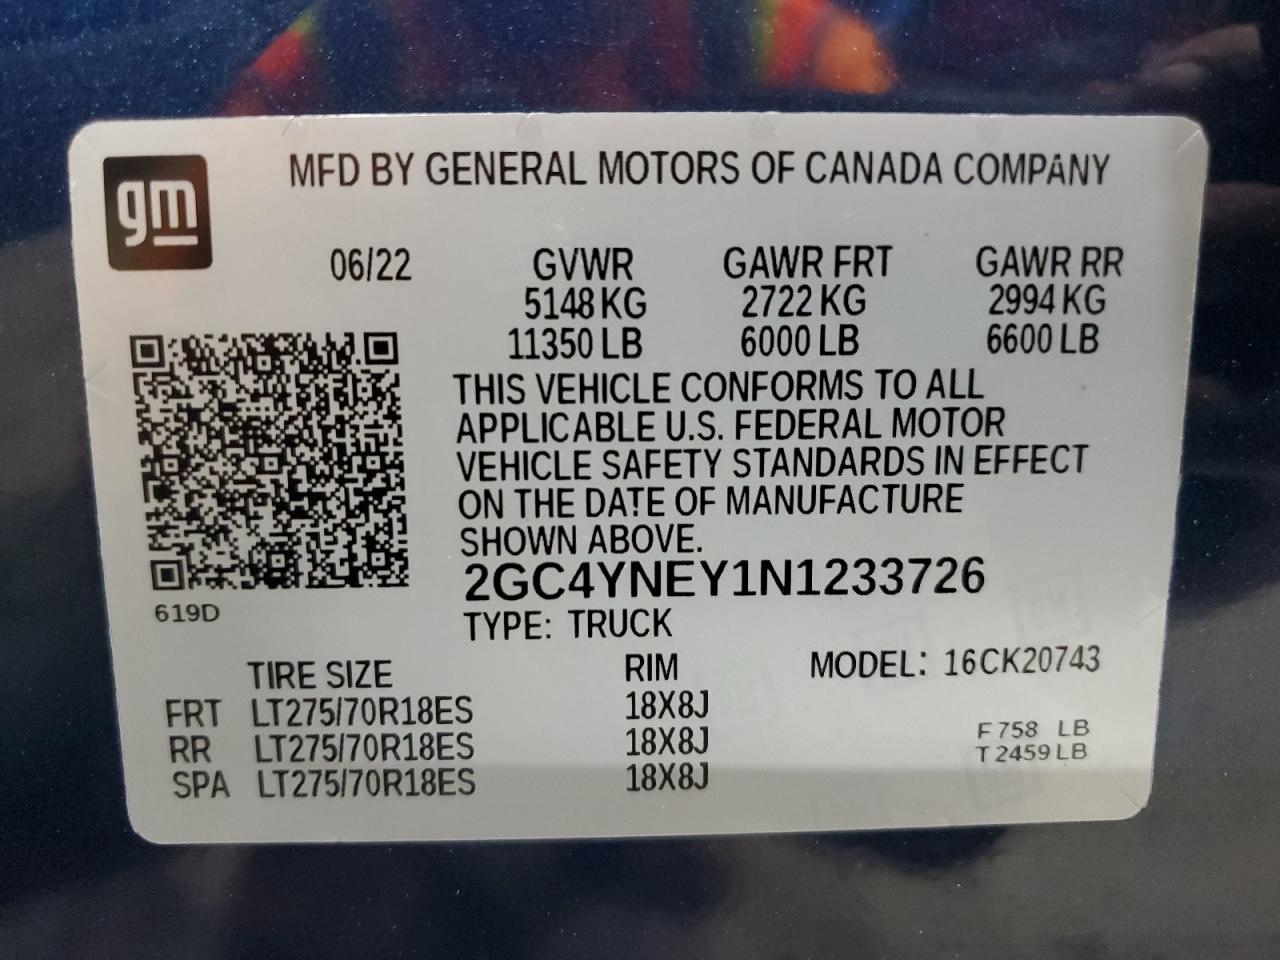 gm
MFD BY GENERAL MOTORS OF CANADA COMPANY
06/22 GVWR GAWR FRT GAWR RR
5148 KG 2722 KG 2994 KG
11350 LB 6000 LB 6600 LB
THIS VEHICLE CONFORMS TO ALL
APPLICABLE U.S. FEDERAL MOTOR
VEHICLE SAFETY STANDARDS IN EFFECT
ON THE DATE OF MANUFACTURE
SHOWN ABOVE.
2GC4YNEY1N1233726
619D
TYPE: TRUCK
TIRE SIZE RIM MODEL: 16CK20743
FRT LT275/70R18ES 18X8J
RR LT275/70R18ES 18X8J
SPA LT275/70R18ES 18X8J
F 758 LB
T 2459 LB